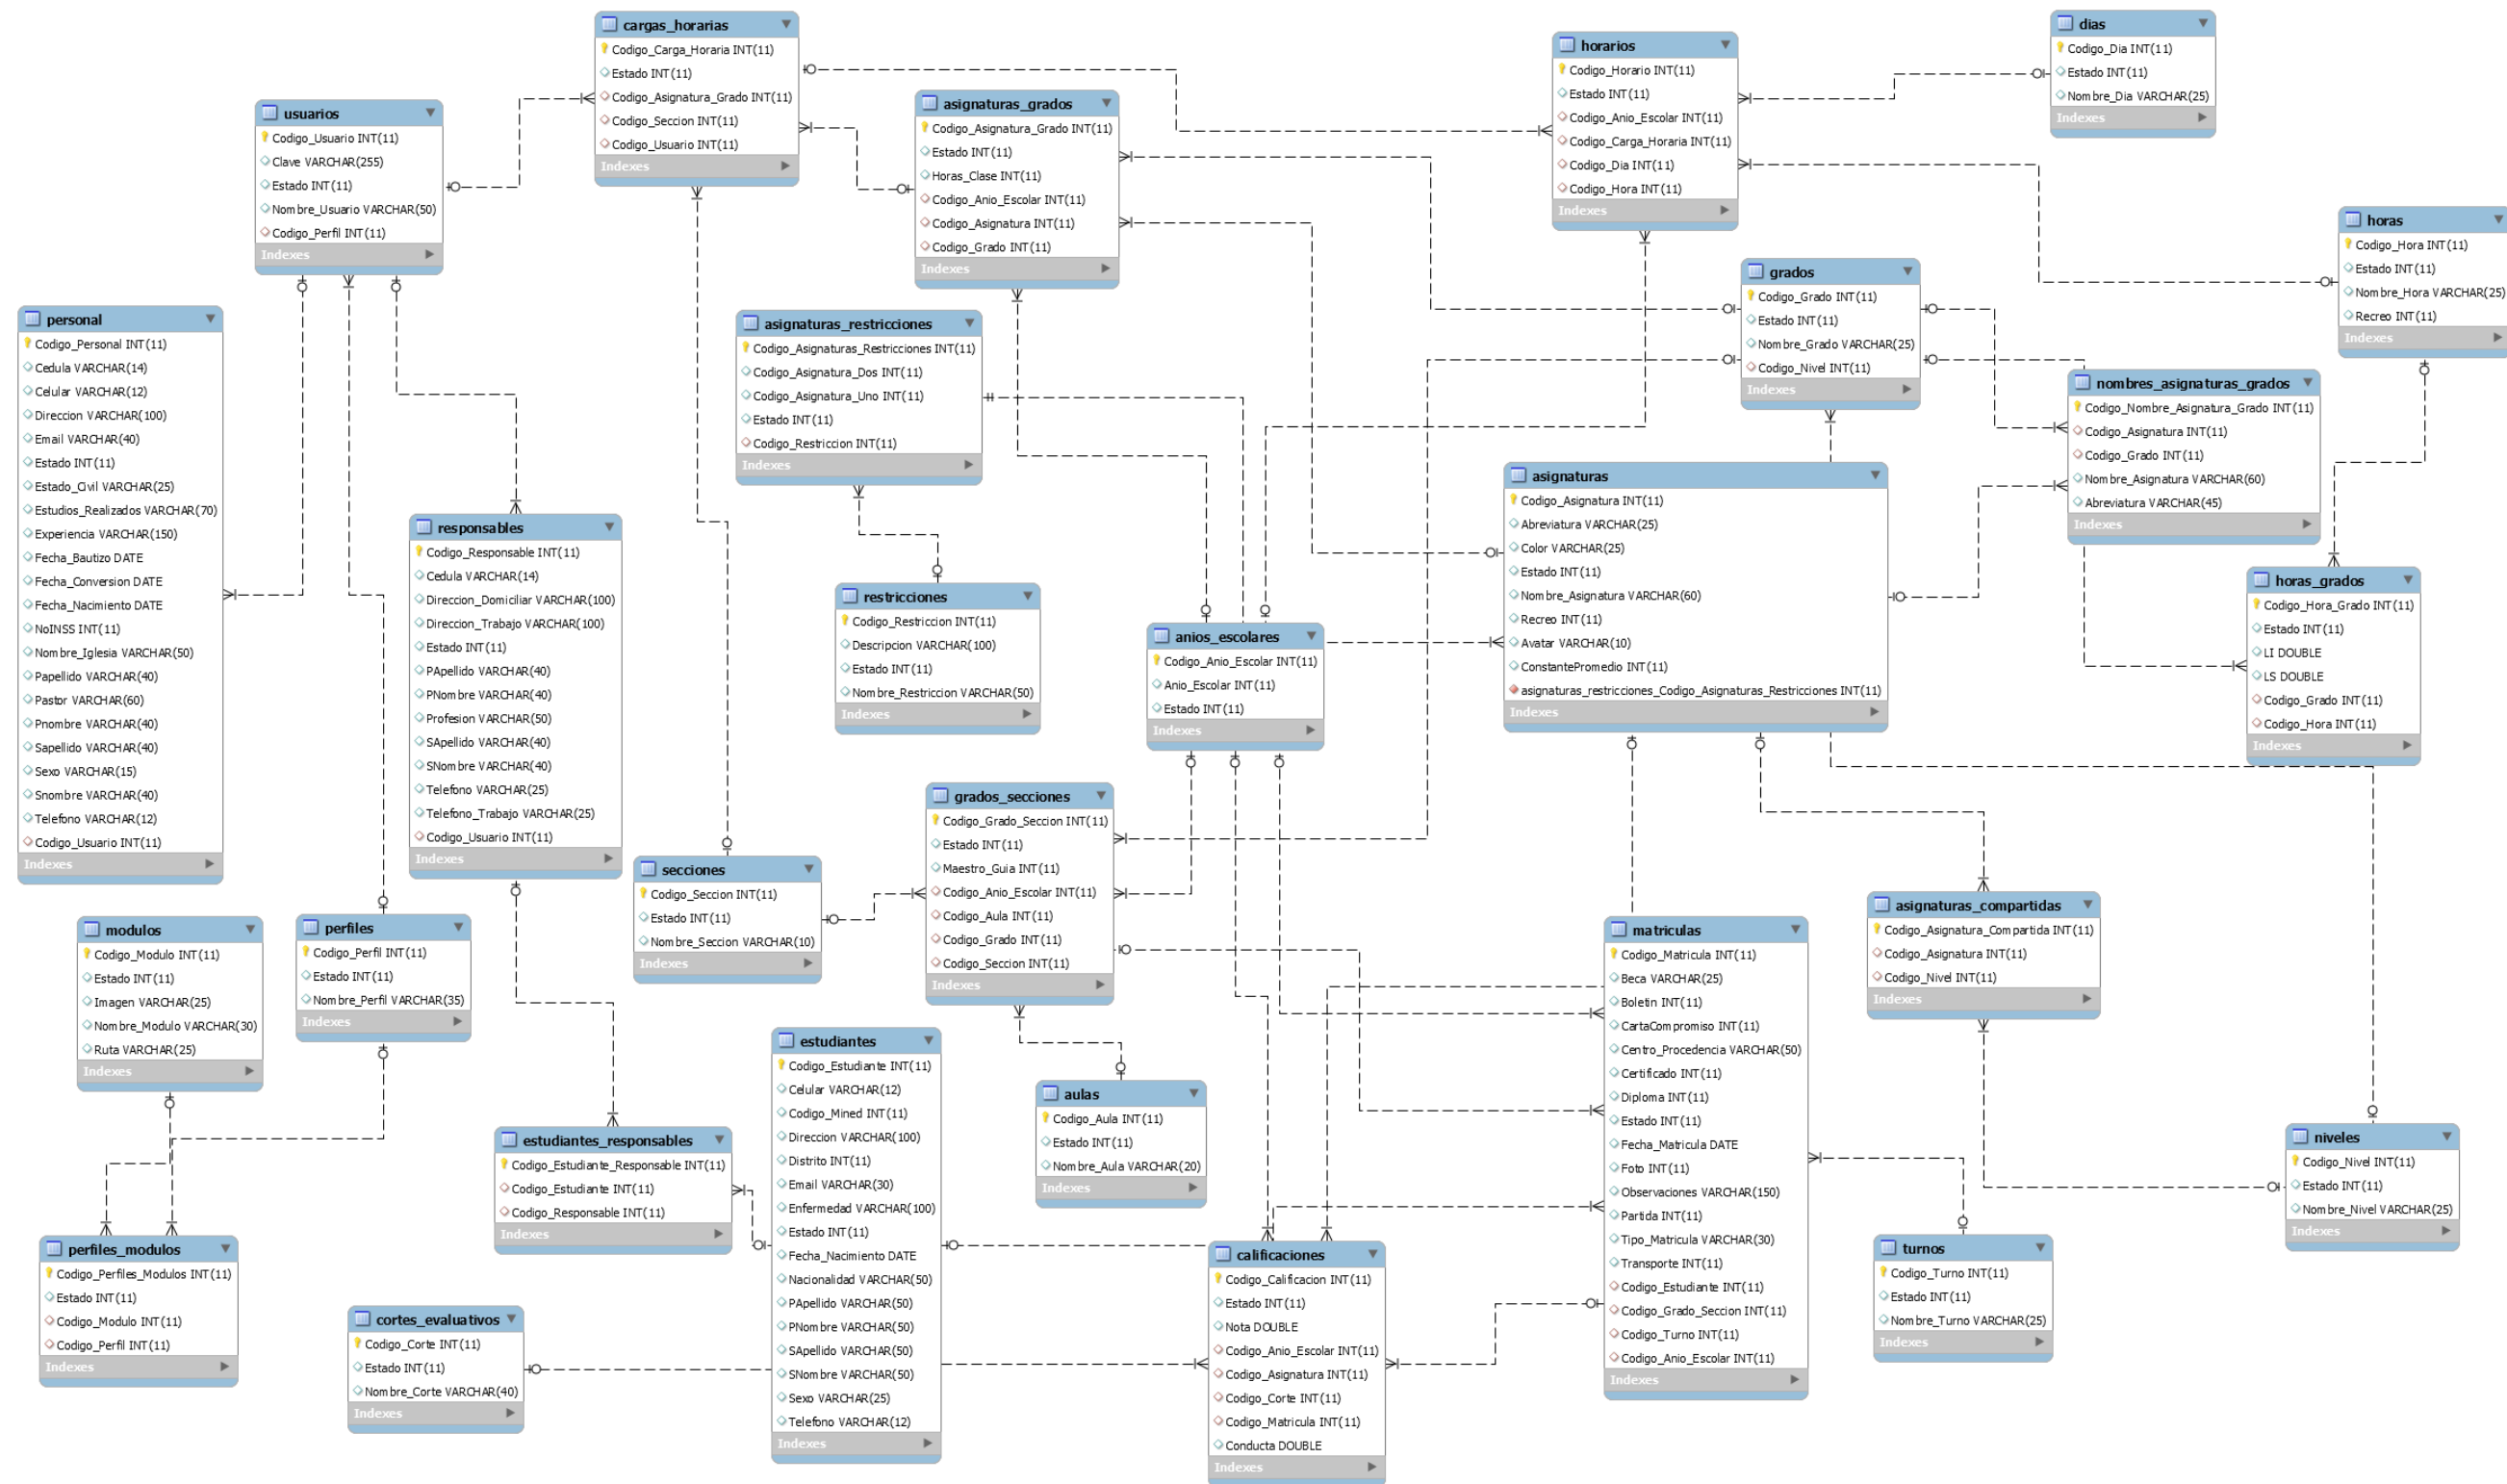 cargas_horarias
Codigo_Carga_Horaria INT(11)
Estado INT(11)
Codigo_Asignatura_Grado INT(11)
Codigo_Seccion INT(11)
Codigo_Usuario INT(11)
Indexes
horarios
Codigo_Horario INT(11)
Estado INT(11)
Codigo_Anio_Escolar INT(11)
Codigo_Carga_Horaria INT(11)
Codigo_Dia INT(11)
Codigo_Hora INT(11)
Indexes
dias
Codigo_Dia INT(11)
Estado INT(11)
Nombre_Dia VARCHAR(25)
Indexes
usuarios
Codigo_Usuario INT(11)
Clave VARCHAR(255)
Estado INT(11)
Nombre_Usuario VARCHAR(50)
Codigo_Perfil INT(11)
Indexes
asignaturas_grados
Codigo_Asignatura_Grado INT(11)
Estado INT(11)
Horas_Clase INT(11)
Codigo_Anio_Escolar INT(11)
Codigo_Asignatura INT(11)
Codigo_Grado INT(11)
Indexes
horas
Codigo_Hora INT(11)
Estado INT(11)
Nombre_Hora VARCHAR(25)
Recreo INT(11)
Indexes
grados
Codigo_Grado INT(11)
Estado INT(11)
Nombre_Grado VARCHAR(25)
Codigo_Nivel INT(11)
Indexes
personal
Codigo_Personal INT(11)
Cedula VARCHAR(14)
Celular VARCHAR(12)
Direccion VARCHAR(100)
Email VARCHAR(40)
Estado INT(11)
Estado_Civil VARCHAR(25)
Estudios_Realizados VARCHAR(70)
Experiencia VARCHAR(150)
Fecha_Bautizo DATE
Fecha_Conversion DATE
Fecha_Nacimiento DATE
NoINSS INT(11)
Nombre_Iglesia VARCHAR(50)
Papellido VARCHAR(40)
Pastor VARCHAR(60)
Pnombre VARCHAR(40)
Sapellido VARCHAR(40)
Sexo VARCHAR(15)
Snombre VARCHAR(40)
Telefono VARCHAR(12)
Codigo_Usuario INT(11)
Indexes
asignaturas_restricciones
Codigo_Asignaturas_Restricciones INT(11)
Codigo_Asignatura_Dos INT(11)
Codigo_Asignatura_Uno INT(11)
Estado INT(11)
Codigo_Restriccion INT(11)
Indexes
nombres_asignaturas_grados
Codigo_Nombre_Asignatura_Grado INT(11)
Codigo_Asignatura INT(11)
Codigo_Grado INT(11)
Nombre_Asignatura VARCHAR(60)
Abreviatura VARCHAR(45)
Indexes
asignaturas
Codigo_Asignatura INT(11)
Abreviatura VARCHAR(25)
Color VARCHAR(25)
Estado INT(11)
Nombre_Asignatura VARCHAR(60)
Recreo INT(11)
Avatar VARCHAR(10)
ConstantePromedio INT(11)
asignaturas_restricciones_Codigo_Asignaturas_Restricciones INT(11)
Indexes
responsables
Codigo_Responsable INT(11)
Cedula VARCHAR(14)
Direccion_Domiciliar VARCHAR(100)
Direccion_Trabajo VARCHAR(100)
Estado INT(11)
PApellido VARCHAR(40)
PNombre VARCHAR(40)
Profesion VARCHAR(50)
SApellido VARCHAR(40)
SNombre VARCHAR(40)
Telefono VARCHAR(25)
Telefono_Trabajo VARCHAR(25)
Codigo_Usuario INT(11)
Indexes
restricciones
Codigo_Restriccion INT(11)
Descripcion VARCHAR(100)
Estado INT(11)
Nombre_Restriccion VARCHAR(50)
Indexes
anios_escolares
Codigo_Anio_Escolar INT(11)
Anio_Escolar INT(11)
Estado INT(11)
Indexes
horas_grados
Codigo_Hora_Grado INT(11)
Estado INT(11)
LI DOUBLE
LS DOUBLE
Codigo_Grado INT(11)
Codigo_Hora INT(11)
Indexes
grados_secciones
Codigo_Grado_Seccion INT(11)
Estado INT(11)
Maestro_Guia INT(11)
Codigo_Anio_Escolar INT(11)
Codigo_Aula INT(11)
Codigo_Grado INT(11)
Codigo_Seccion INT(11)
Indexes
secciones
Codigo_Seccion INT(11)
Estado INT(11)
Nombre_Seccion VARCHAR(10)
Indexes
asignaturas_compartidas
Codigo_Asignatura_Compartida INT(11)
Codigo_Asignatura INT(11)
Codigo_Nivel INT(11)
Indexes
modulos
Codigo_Modulo INT(11)
Estado INT(11)
Imagen VARCHAR(25)
Nombre_Modulo VARCHAR(30)
Ruta VARCHAR(25)
Indexes
perfiles
Codigo_Perfil INT(11)
Estado INT(11)
Nombre_Perfil VARCHAR(35)
Indexes
matriculas
Codigo_Matricula INT(11)
Beca VARCHAR(25)
Boletin INT(11)
CartaCompromiso INT(11)
Centro_Procedencia VARCHAR(50)
Certificado INT(11)
Diploma INT(11)
Estado INT(11)
Fecha_Matricula DATE
Foto INT(11)
Observaciones VARCHAR(150)
Partida INT(11)
Tipo_Matricula VARCHAR(30)
Transporte INT(11)
Codigo_Estudiante INT(11)
Codigo_Grado_Seccion INT(11)
Codigo_Turno INT(11)
Codigo_Anio_Escolar INT(11)
Indexes
estudiantes
Codigo_Estudiante INT(11)
Celular VARCHAR(12)
Codigo_Mined INT(11)
Direccion VARCHAR(100)
Distrito INT(11)
Email VARCHAR(30)
Enfermedad VARCHAR(100)
Estado INT(11)
Fecha_Nacimiento DATE
Nacionalidad VARCHAR(50)
PApellido VARCHAR(50)
PNombre VARCHAR(50)
SApellido VARCHAR(50)
SNombre VARCHAR(50)
Sexo VARCHAR(25)
Telefono VARCHAR(12)
Indexes
aulas
Codigo_Aula INT(11)
Estado INT(11)
Nombre_Aula VARCHAR(20)
Indexes
estudiantes_responsables
Codigo_Estudiante_Responsable INT(11)
Codigo_Estudiante INT(11)
Codigo_Responsable INT(11)
Indexes
niveles
Codigo_Nivel INT(11)
Estado INT(11)
Nombre_Nivel VARCHAR(25)
Indexes
perfiles_modulos
Codigo_Perfiles_Modulos INT(11)
Estado INT(11)
Codigo_Modulo INT(11)
Codigo_Perfil INT(11)
Indexes
calificaciones
Codigo_Calificacion INT(11)
Estado INT(11)
Nota DOUBLE
Codigo_Anio_Escolar INT(11)
Codigo_Asignatura INT(11)
Codigo_Corte INT(11)
Codigo_Matricula INT(11)
Conducta DOUBLE
Indexes
turnos
Codigo_Turno INT(11)
Estado INT(11)
Nombre_Turno VARCHAR(25)
Indexes
cortes_evaluativos
Codigo_Corte INT(11)
Estado INT(11)
Nombre_Corte VARCHAR(40)
Indexes